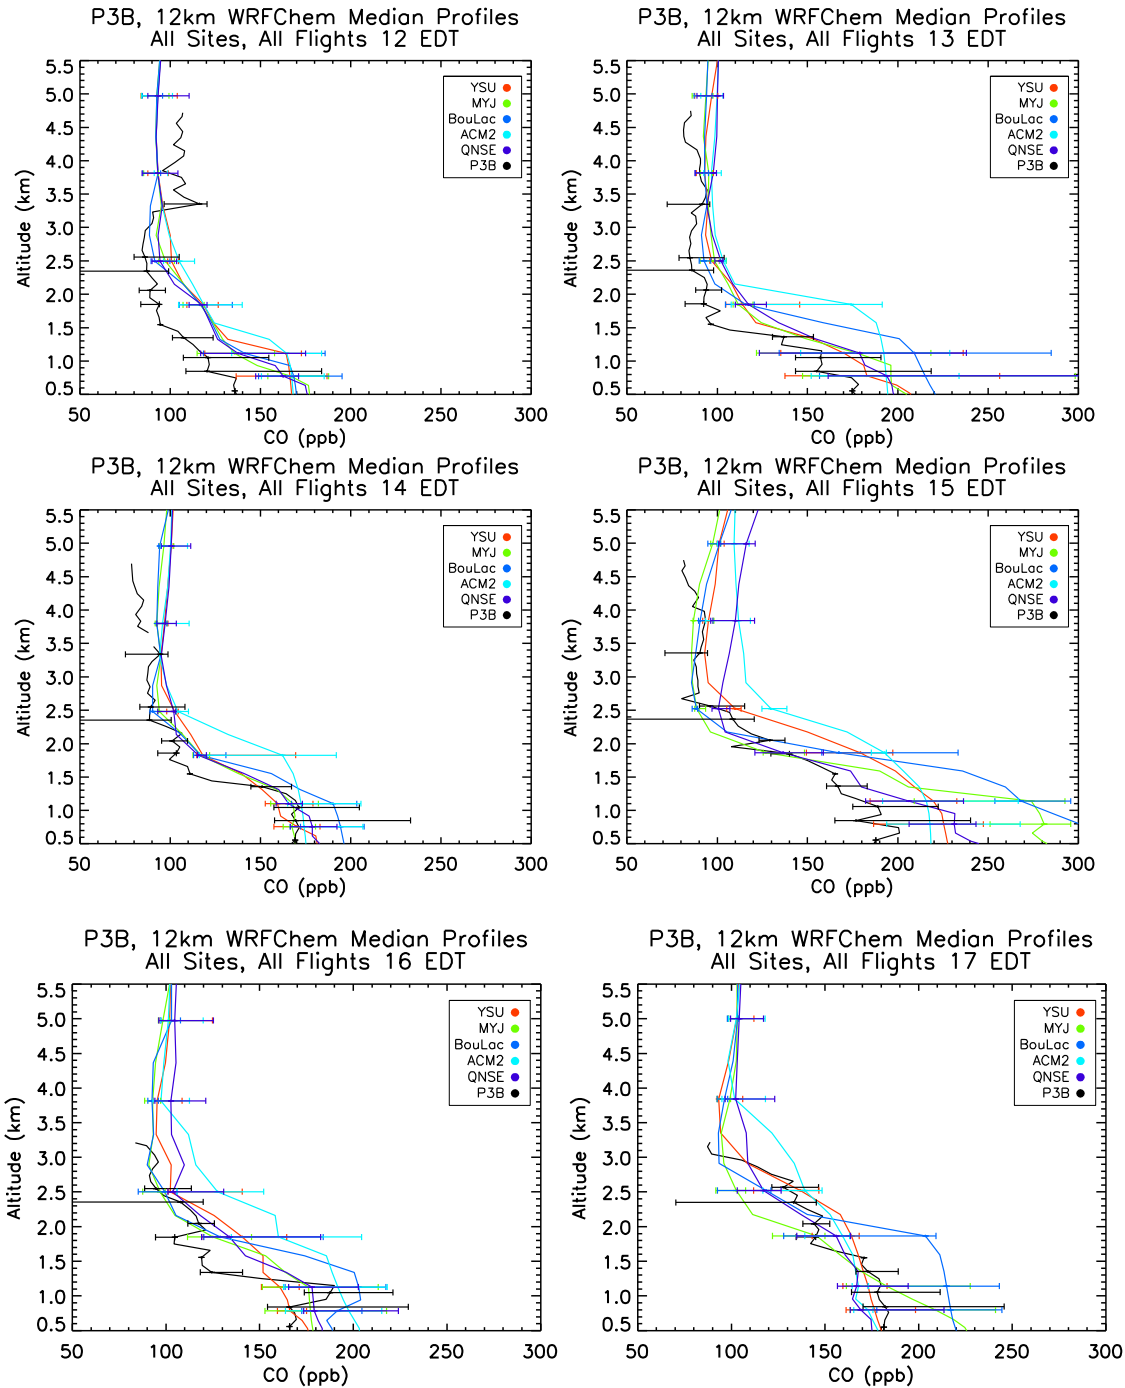 P3B, 12km WRFChem Median Profiles
All Sites, All Flights 12 EDT
5.5
5.0
4.5
4.0
3.5
3.0
2.5
2.0
1.5
1.0
0.5
Altitude (km)
YSU
MYJ
BouLac
ACM2
QNSE
P3B
50 100 150 200 250 300
CO (ppb)
P3B, 12km WRFChem Median Profiles
All Sites, All Flights 13 EDT
5.5
5.0
4.5
4.0
3.5
3.0
2.5
2.0
1.5
1.0
0.5
Altitude (km)
YSU
MYJ
BouLac
ACM2
QNSE
P3B
50 100 150 200 250 300
CO (ppb)
P3B, 12km WRFChem Median Profiles
All Sites, All Flights 14 EDT
5.5
5.0
4.5
4.0
3.5
3.0
2.5
2.0
1.5
1.0
0.5
Altitude (km)
YSU
MYJ
BouLac
ACM2
QNSE
P3B
50 100 150 200 250 300
CO (ppb)
P3B, 12km WRFChem Median Profiles
All Sites, All Flights 15 EDT
5.5
5.0
4.5
4.0
3.5
3.0
2.5
2.0
1.5
1.0
0.5
Altitude (km)
YSU
MYJ
BouLac
ACM2
QNSE
P3B
50 100 150 200 250 300
CO (ppb)
P3B, 12km WRFChem Median Profiles
All Sites, All Flights 16 EDT
5.5
5.0
4.5
4.0
3.5
3.0
2.5
2.0
1.5
1.0
0.5
Altitude (km)
YSU
MYJ
BouLac
ACM2
QNSE
P3B
50 100 150 200 250 300
CO (ppb)
P3B, 12km WRFChem Median Profiles
All Sites, All Flights 17 EDT
5.5
5.0
4.5
4.0
3.5
3.0
2.5
2.0
1.5
1.0
0.5
Altitude (km)
YSU
MYJ
BouLac
ACM2
QNSE
P3B
50 100 150 200 250 300
CO (ppb)